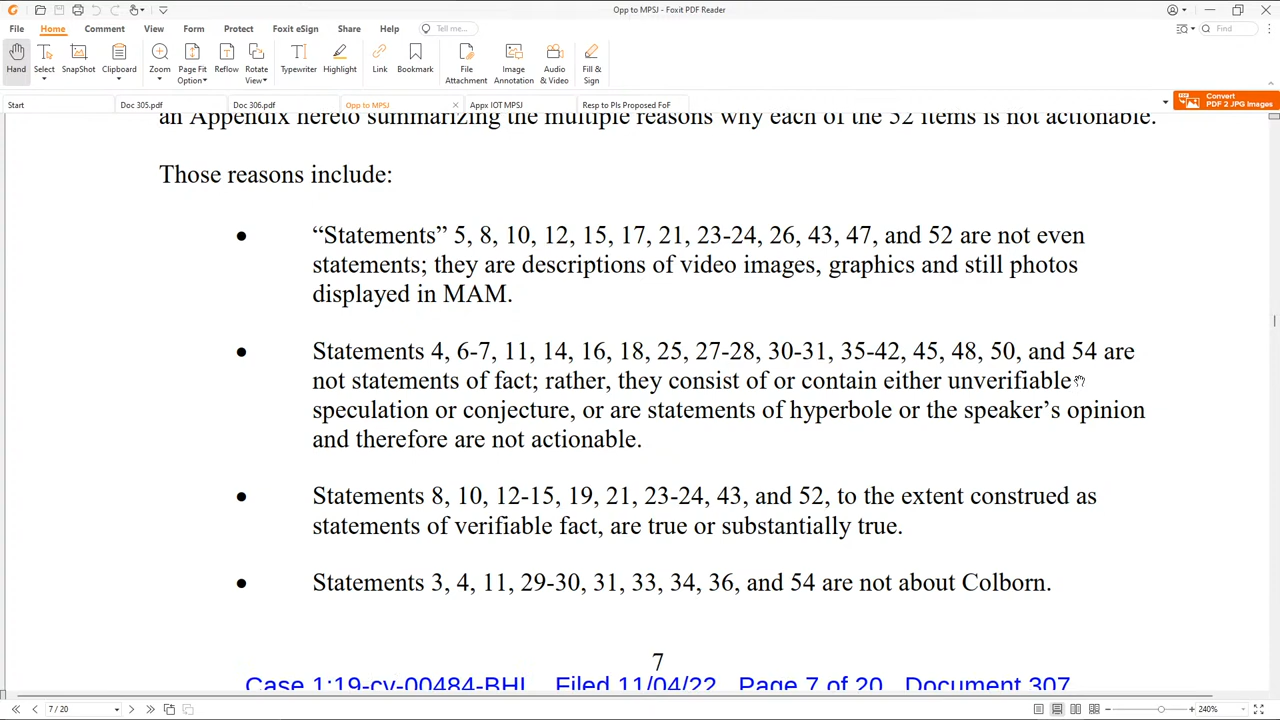 Opp to MPSJ - Foxit PDF Reader
File Home Comment View Form Protect Foxit eSign Share Help Tell me... Find
Hand Select SnapShot Clipboard Zoom Page Fit Option Reflow Rotate View Typewriter Highlight Link Bookmark File Attachment Image Annotation Audio & Video Fill & Sign
Start Doc 305.pdf Doc 306.pdf Opp to MPSJ Appx IOT MPSJ Resp to Pls Proposed FoF Convert PDF 2 JPG Images
an Appendix hereto summarizing the multiple reasons why each of the 52 items is not actionable.
Those reasons include:
● “Statements” 5, 8, 10, 12, 15, 17, 21, 23-24, 26, 43, 47, and 52 are not even
statements; they are descriptions of video images, graphics and still photos
displayed in MAM.
● Statements 4, 6-7, 11, 14, 16, 18, 25, 27-28, 30-31, 35-42, 45, 48, 50, and 54 are
not statements of fact; rather, they consist of or contain either unverifiable
speculation or conjecture, or are statements of hyperbole or the speaker’s opinion
and therefore are not actionable.
● Statements 8, 10, 12-15, 19, 21, 23-24, 43, and 52, to the extent construed as
statements of verifiable fact, are true or substantially true.
● Statements 3, 4, 11, 29-30, 31, 33, 34, 36, and 54 are not about Colborn.
7
Case 1:19-cv-00484-BHL Filed 11/04/22 Page 7 of 20 Document 307
7 / 20 240%